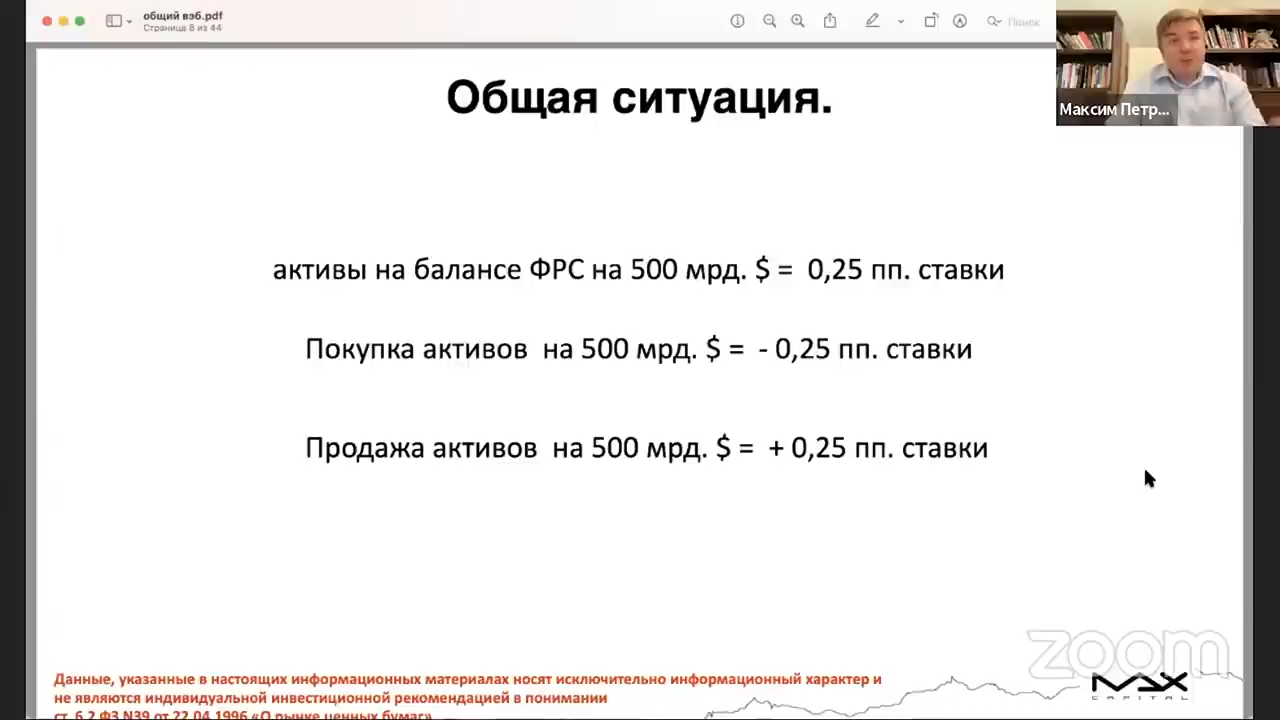 общий вэб.pdf
Страница 8 из 44
Поиск
Максим Петр...
Общая ситуация.
активы на балансе ФРС на 500 мрд. $ = 0,25 пп. ставки
Покупка активов на 500 мрд. $ = - 0,25 пп. ставки
Продажа активов на 500 мрд. $ = + 0,25 пп. ставки
zoom
Данные, указанные в настоящих информационных материалах носят исключительно информационный характер и
не являются индивидуальной инвестиционной рекомендацией в понимании
ст. 6.2 ФЗ N39 от 22.04.1996 «О рынке ценных бумаг»
MAX
CAPITAL